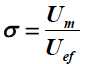 σ = U_m / U_ef